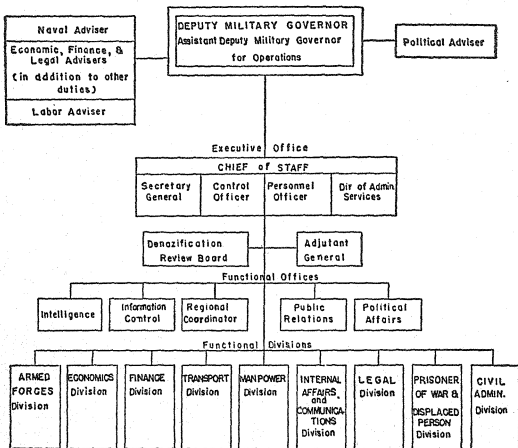 Naval Adviser
Economic, Finance, &
Legal Advisers
(in addition to other
duties)
Labor Adviser
DEPUTY MILITARY GOVERNOR
Assistant Deputy Military Governor
for Operations
Political Adviser
Executive Office
CHIEF of STAFF
Secretary
General
Control
Officer
Personnel
Officer
Dir of Admin.
Services
Denazification
Review Board
Adjutant
General
Functional Offices
Intelligence
Information
Control
Regional
Coordinator
Public
Relations
Political
Affairs
Functional Divisions
ARMED
FORCES
Division
ECONOMICS
Division
FINANCE
Division
TRANSPORT
Division
MANPOWER
Division
INTERNAL
AFFAIRS,
and
COMMUNICA-
TIONS
Division
LEGAL
Division
PRISONER
OF WAR &
DISPLACED
PERSON
Division
CIVIL
ADMIN.
Division